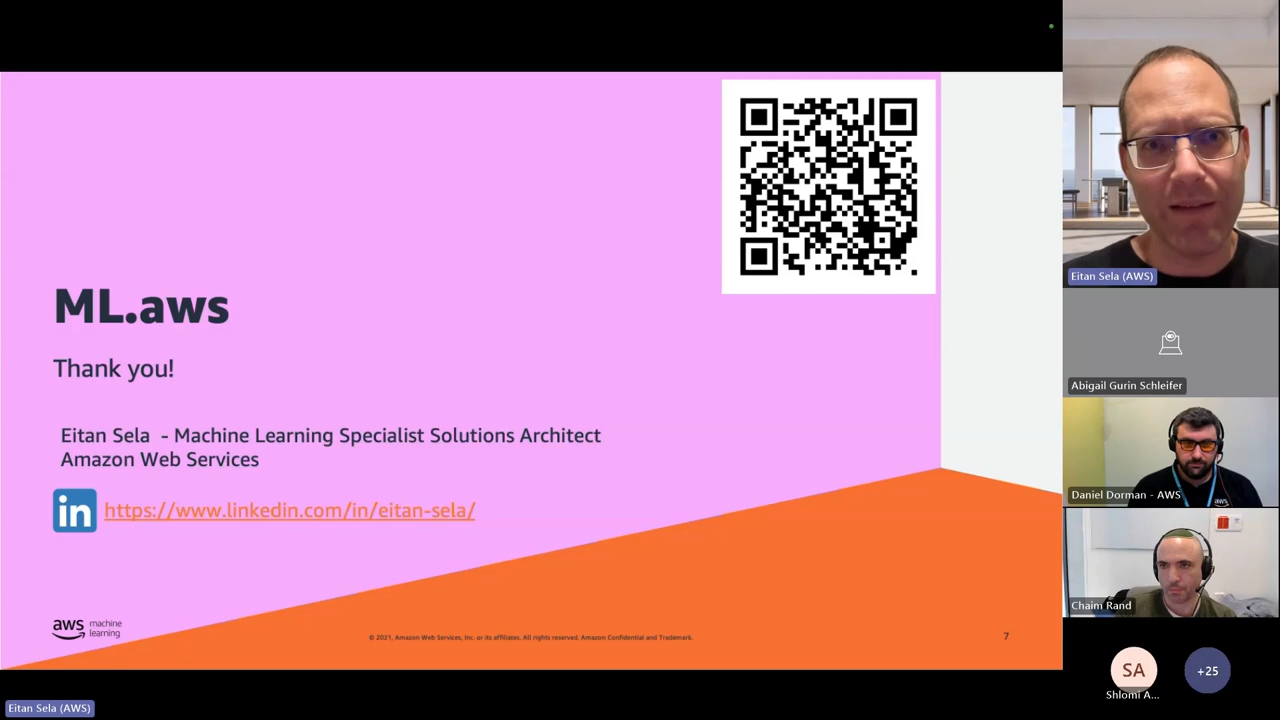 ML.aws
Thank you!
Eitan Sela - Machine Learning Specialist Solutions Architect
Amazon Web Services
in
https://www.linkedin.com/in/eitan-sela/
aws machine
learning
© 2021, Amazon Web Services, Inc. or its affiliates. All rights reserved. Amazon Confidential and Trademark.
7
Eitan Sela (AWS)
Eitan Sela (AWS)
Abigail Gurin Schleifer
aws
Daniel Dorman - AWS
Chaim Rand
SA
Shlomi A...
+25